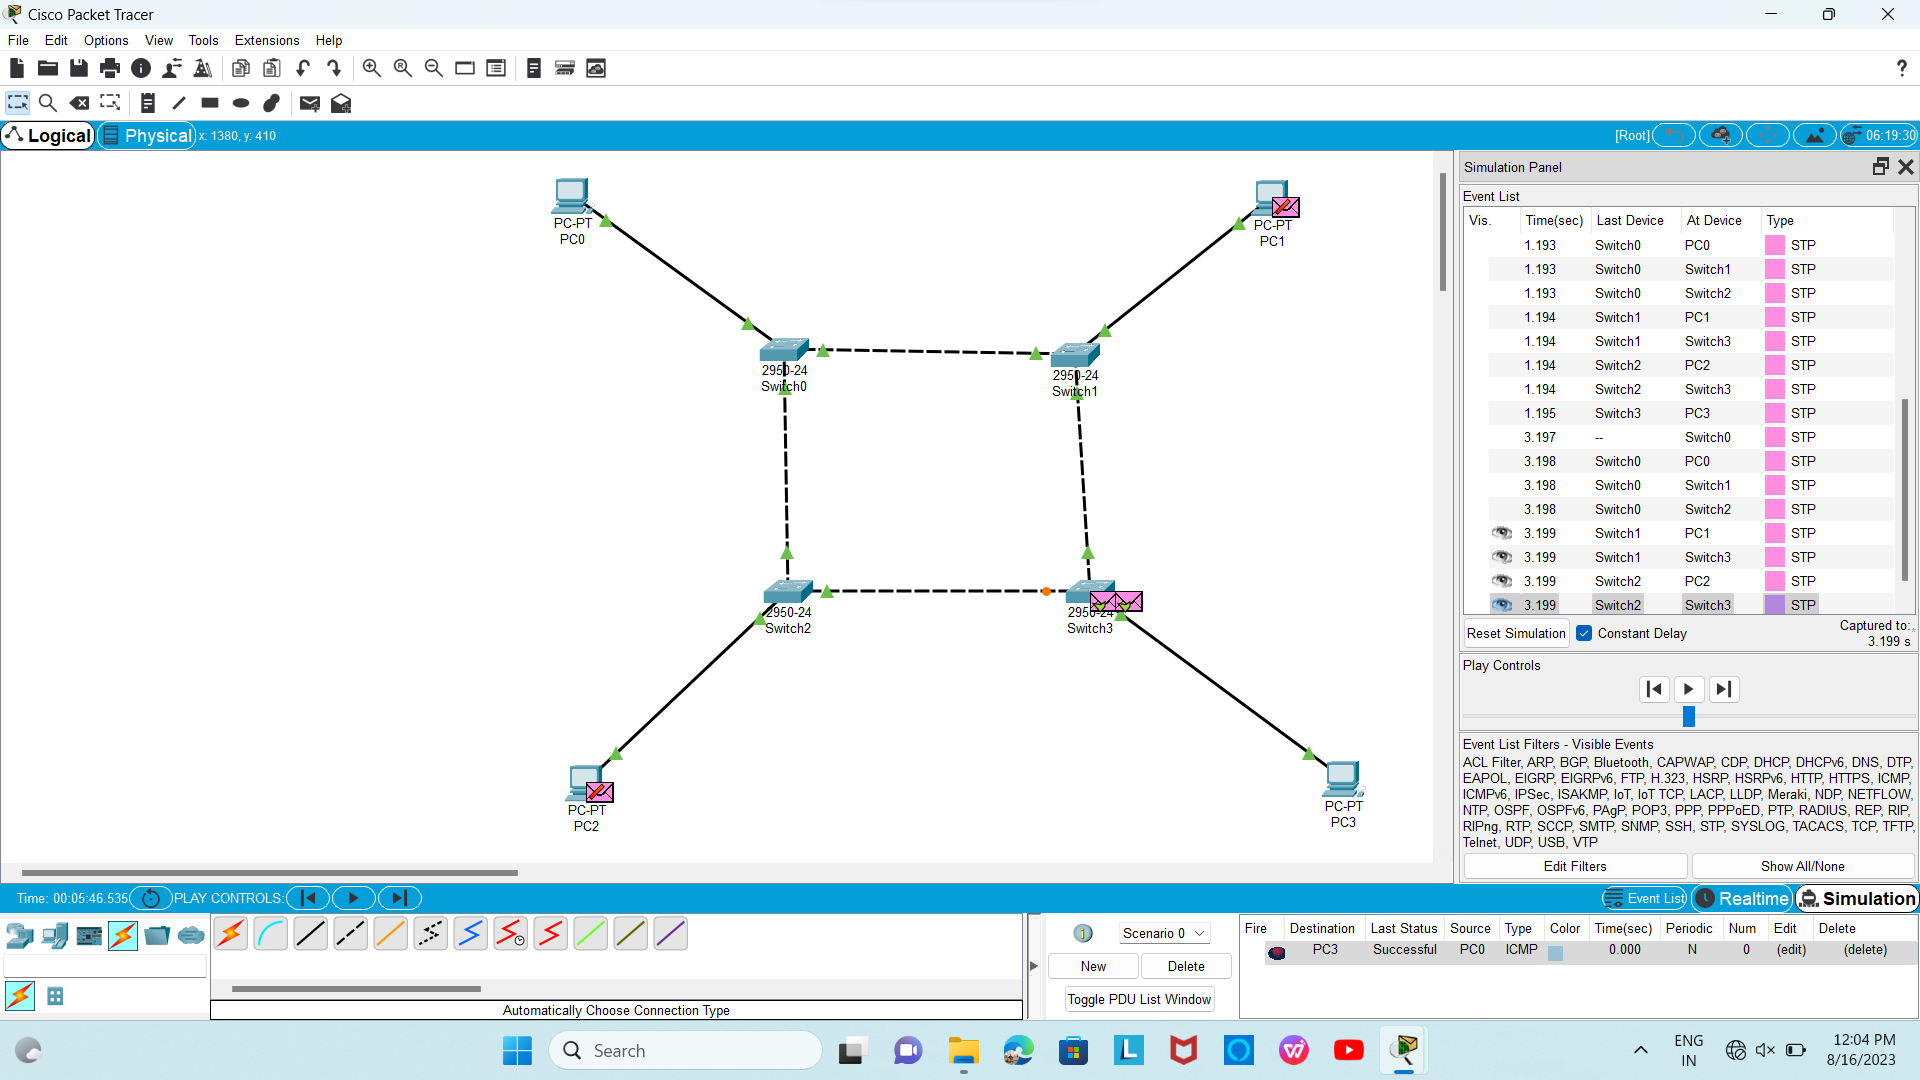 Cisco Packet Tracer
File Edit Options View Tools Extensions Help
Logical Physical x: 1380, y: 410 [Root] 06:19:30
PC-PT
PC0
PC-PT
PC1
2950-24
Switch0
2950-24
Switch1
2950-24
Switch2
2950-24
Switch3
PC-PT
PC2
PC-PT
PC3
Simulation Panel
Event List
Vis. Time(sec) Last Device At Device Type
1.193 Switch0 PC0 STP
1.193 Switch0 Switch1 STP
1.193 Switch0 Switch2 STP
1.194 Switch1 PC1 STP
1.194 Switch1 Switch3 STP
1.194 Switch2 PC2 STP
1.194 Switch2 Switch3 STP
1.195 Switch3 PC3 STP
3.197 -- Switch0 STP
3.198 Switch0 PC0 STP
3.198 Switch0 Switch1 STP
3.198 Switch0 Switch2 STP
3.199 Switch1 PC1 STP
3.199 Switch1 Switch3 STP
3.199 Switch2 PC2 STP
3.199 Switch2 Switch3 STP
Reset Simulation Constant Delay Captured to:
3.199 s
Play Controls
Event List Filters - Visible Events
ACL Filter, ARP, BGP, Bluetooth, CAPWAP, CDP, DHCP, DHCPv6, DNS, DTP,
EAPOL, EIGRP, EIGRPv6, FTP, H.323, HSRP, HSRPv6, HTTP, HTTPS, ICMP,
ICMPv6, IPSec, ISAKMP, IoT, IoT TCP, LACP, LLDP, Meraki, NDP, NETFLOW,
NTP, OSPF, OSPFv6, PAgP, POP3, PPP, PPPoED, PTP, RADIUS, REP, RIP,
RIPng, RTP, SCCP, SMTP, SNMP, SSH, STP, SYSLOG, TACACS, TCP, TFTP,
Telnet, UDP, USB, VTP
Edit Filters Show All/None
Time: 00:05:46.535 PLAY CONTROLS: Event List Realtime Simulation
Scenario 0
New Delete
Toggle PDU List Window
Fire Destination Last Status Source Type Color Time(sec) Periodic Num Edit Delete
PC3 Successful PC0 ICMP 0.000 N 0 (edit) (delete)
Automatically Choose Connection Type
Search
ENG
IN
12:04 PM
8/16/2023